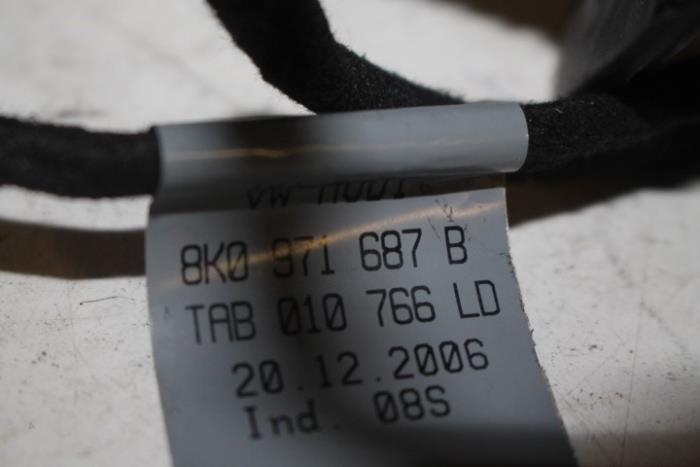 8K0 971 687 B
TAB 010 766 LD
20.12.2006
Ind. 08S